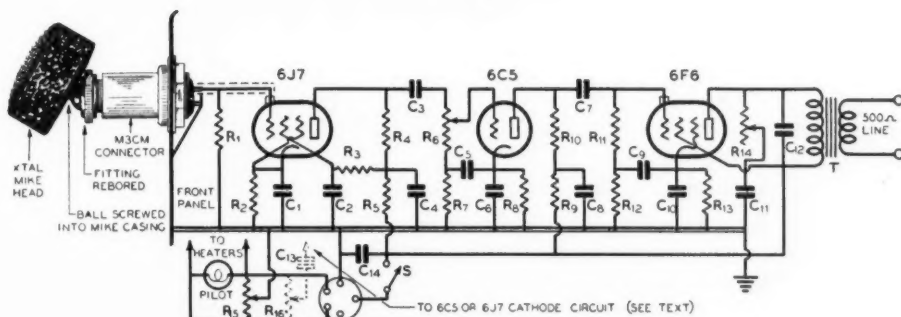 6J7
6C5
6F6
C3
C7
R1
R4
R6
R10
R11
R14
C12
T
500Ω
LINE
XTAL
MIKE
HEAD
M3CM
CONNECTOR
FITTING
REBORED
BALL SCREWED
INTO MIKE CASING
FRONT
PANEL
R3
C5
C9
R2
C1
C2
R5
C4
R7
C6
R8
R9
C8
R12
C10
R13
C11
TO
HEATERS
PILOT
R15
C13
R16
C14
S
TO 6C5 OR 6J7 CATHODE CIRCUIT (SEE TEXT)